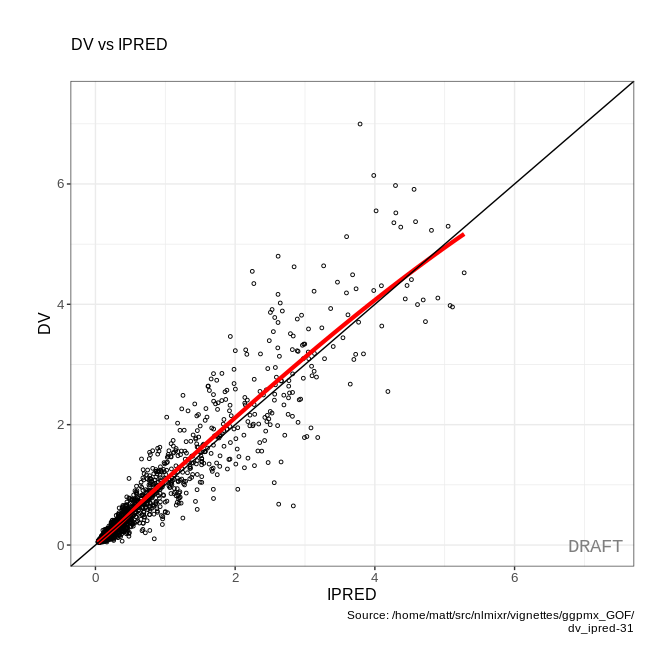 DV vs IPRED
6
4
2
0
DV
DRAFT
0 2 4 6
IPRED
Source: /home/matt/src/nlmixr/vignettes/ggpmx_GOF/
dv_ipred-31